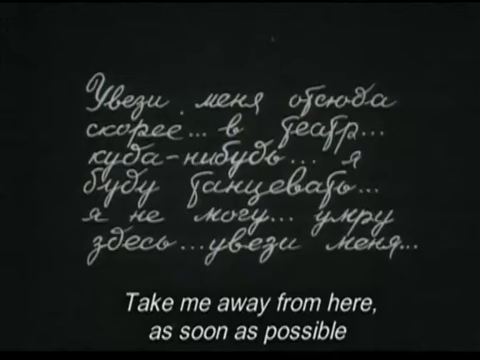 Увези меня отсюда
скорее... в театр...
куда-нибудь... я
буду танцевать...
я не могу... умру
здесь... увези меня...
Take me away from here,
as soon as possible